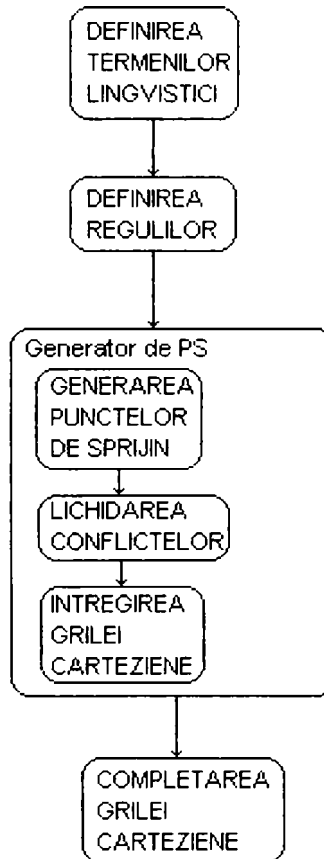 DEFINIREA
TERMENILOR
LINGVISTICI
DEFINIREA
REGULILOR
Generator de PS
GENERAREA
PUNCTELOR
DE SPRIJIN
LICHIDAREA
CONFLICTELOR
INTREGIREA
GRILEI
CARTEZIENE
COMPLETAREA
GRILEI
CARTEZIENE